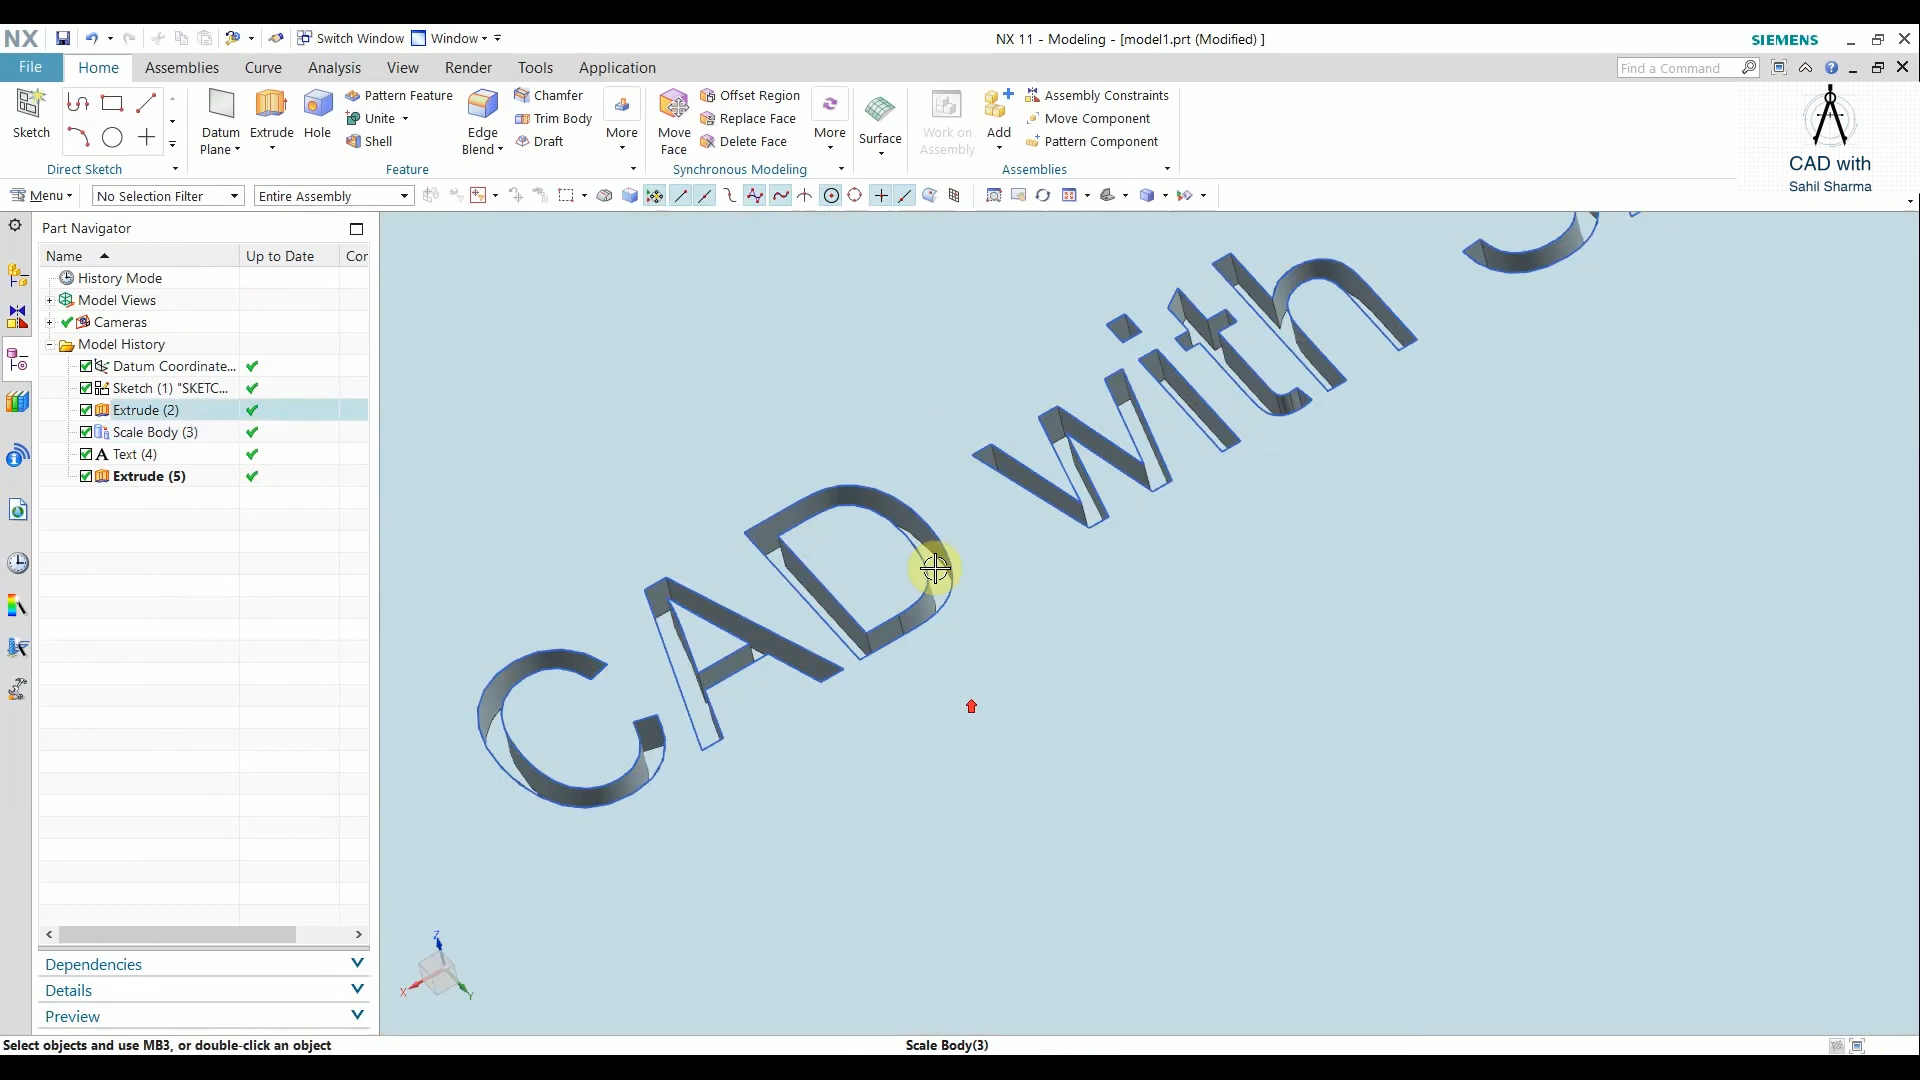 NX
Switch Window
Window
NX 11 - Modeling - [model1.prt (Modified) ]
SIEMENS
File
Home
Assemblies
Curve
Analysis
View
Render
Tools
Application
Find a Command
Sketch
Direct Sketch
Datum Plane
Extrude
Hole
Pattern Feature
Unite
Shell
Edge Blend
Chamfer
Trim Body
Draft
More
Feature
Move Face
Offset Region
Replace Face
Delete Face
More
Synchronous Modeling
Surface
Work on Assembly
Add
Assembly Constraints
Move Component
Pattern Component
Assemblies
CAD with
Sahil Sharma
Menu
No Selection Filter
Entire Assembly
Part Navigator
Name
Up to Date
Cor
History Mode
Model Views
Cameras
Model History
Datum Coordinate...
Sketch (1) "SKETC...
Extrude (2)
Scale Body (3)
Text (4)
Extrude (5)
Dependencies
Details
Preview
CAD with
Z
X
Y
Select objects and use MB3, or double-click an object
Scale Body(3)